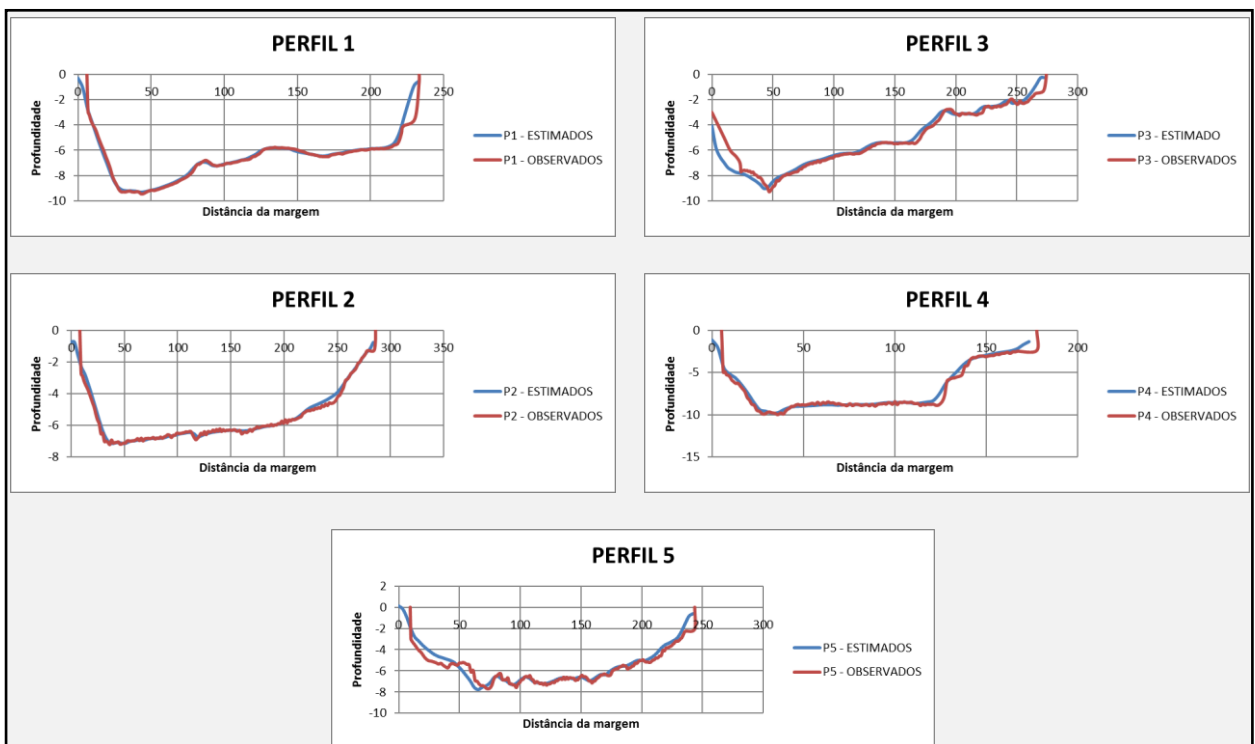 PERFIL 1
0
-2
-4
-6
-8
-10
0 50 100 150 200 250
Profundidade
Distância da margem
P1 - ESTIMADOS
P1 - OBSERVADOS
PERFIL 3
0
-2
-4
-6
-8
-10
0 50 100 150 200 250 300
Profundidade
Distância da margem
P3 - ESTIMADO
P3 - OBSERVADOS
PERFIL 2
0
-2
-4
-6
-8
0 50 100 150 200 250 300 350
Profundidade
Distância da margem
P2 - ESTIMADOS
P2 - OBSERVADOS
PERFIL 4
0
-5
-10
-15
0 50 100 150 200
Profundidade
Distância da margem
P4 - ESTIMADOS
P4 - OBSERVADOS
PERFIL 5
2
0
-2
-4
-6
-8
-10
0 50 100 150 200 250 300
Profundidade
Distância da margem
P5 - ESTIMADOS
P5 - OBSERVADOS